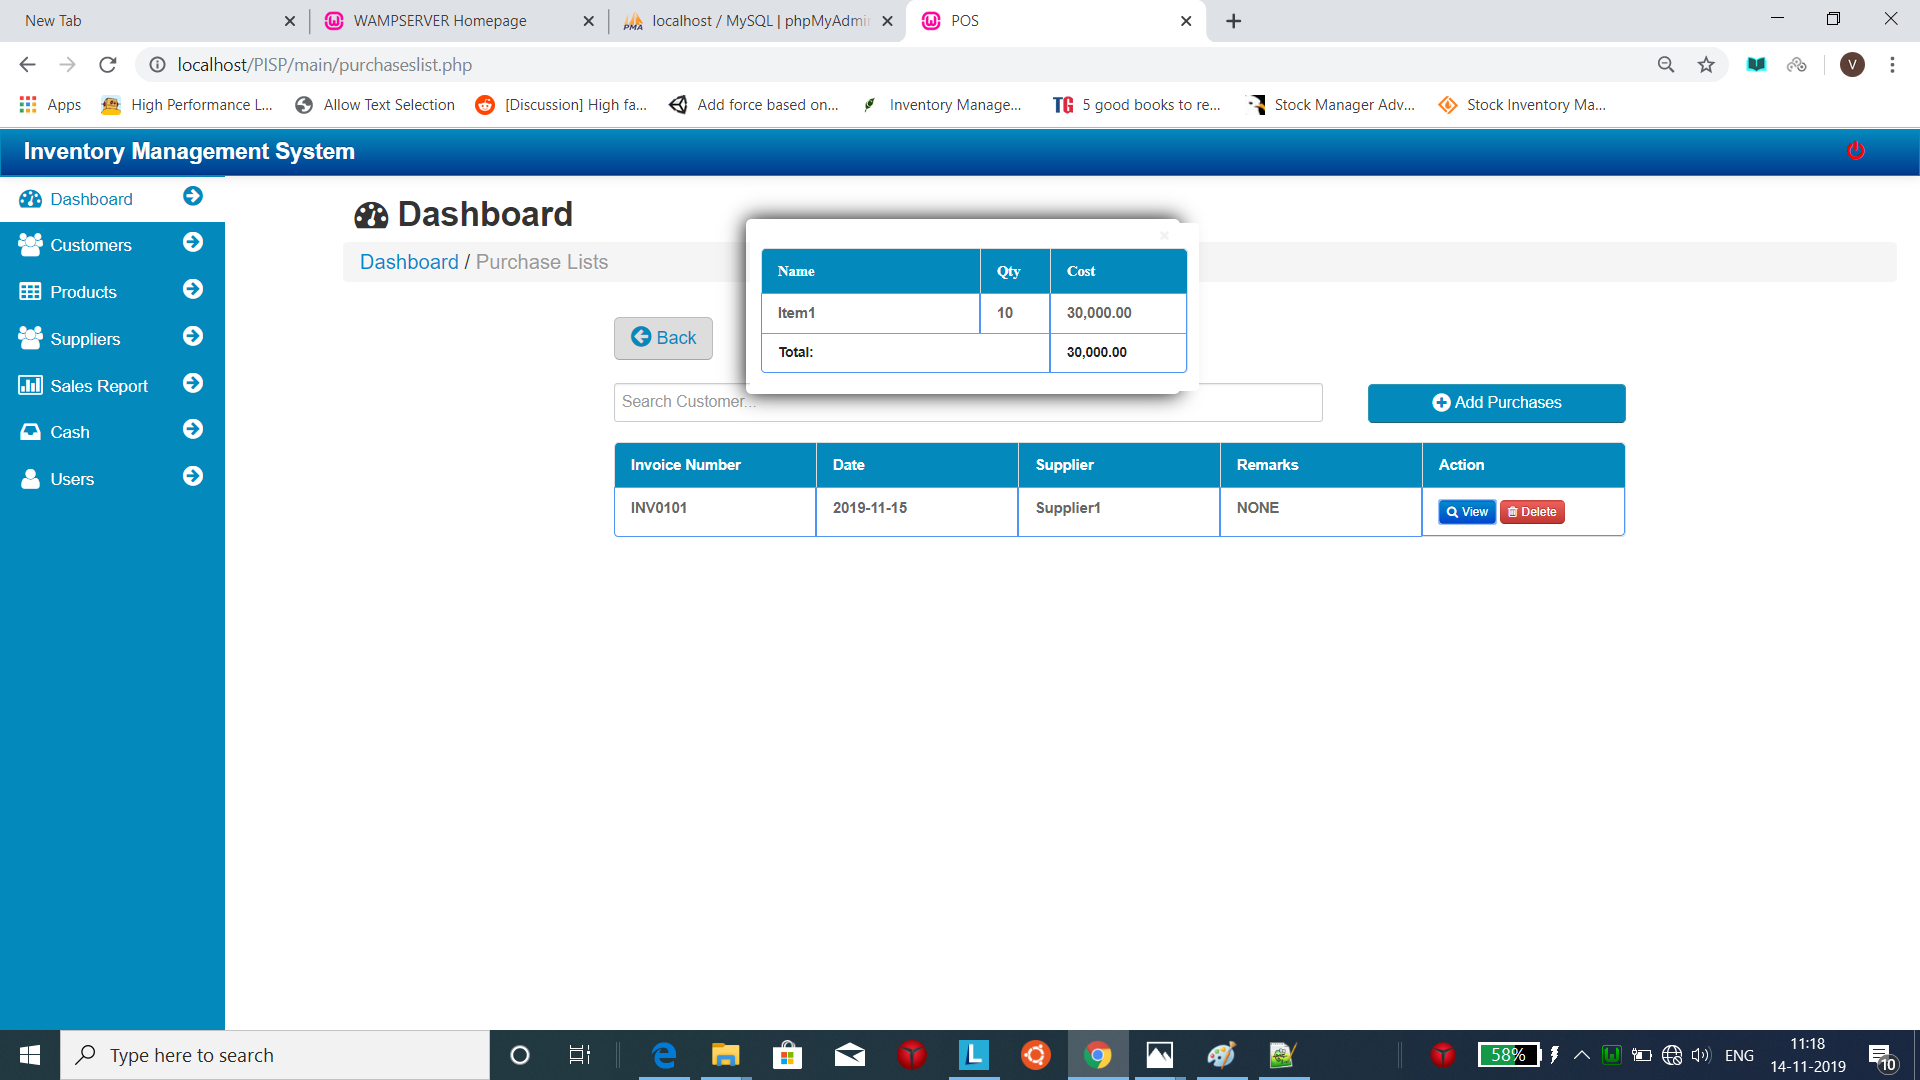 New Tab
WAMPSERVER Homepage
localhost / MySQL | phpMyAdmin
POS
localhost/PISP/main/purchaseslist.php
V
Apps
High Performance L...
Allow Text Selection
[Discussion] High fa...
Add force based on...
Inventory Manage...
TG 5 good books to re...
Stock Manager Adv...
Stock Inventory Ma...
Inventory Management System
Dashboard
Customers
Products
Suppliers
Sales Report
Cash
Users
Dashboard
Dashboard / Purchase Lists
Back
Name Qty Cost
Item1 10 30,000.00
Total: 30,000.00
Search Customer...
Add Purchases
Invoice Number Date Supplier Remarks Action
INV0101 2019-11-15 Supplier1 NONE View Delete
Type here to search
58%
ENG
11:18
14-11-2019
10